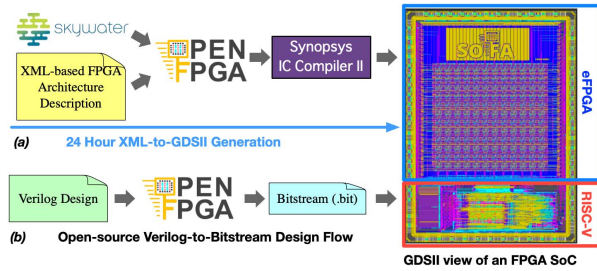 skywater
XML-based FPGA
Architecture
Description
OPEN
FPGA
Synopsys
IC Compiler II
(a) 24 Hour XML-to-GDSII Generation
SOFA
eFPGA
Verilog Design
OPEN
FPGA
Bitstream (.bit)
RISC-V
(b) Open-source Verilog-to-Bitstream Design Flow
GDSII view of an FPGA SoC